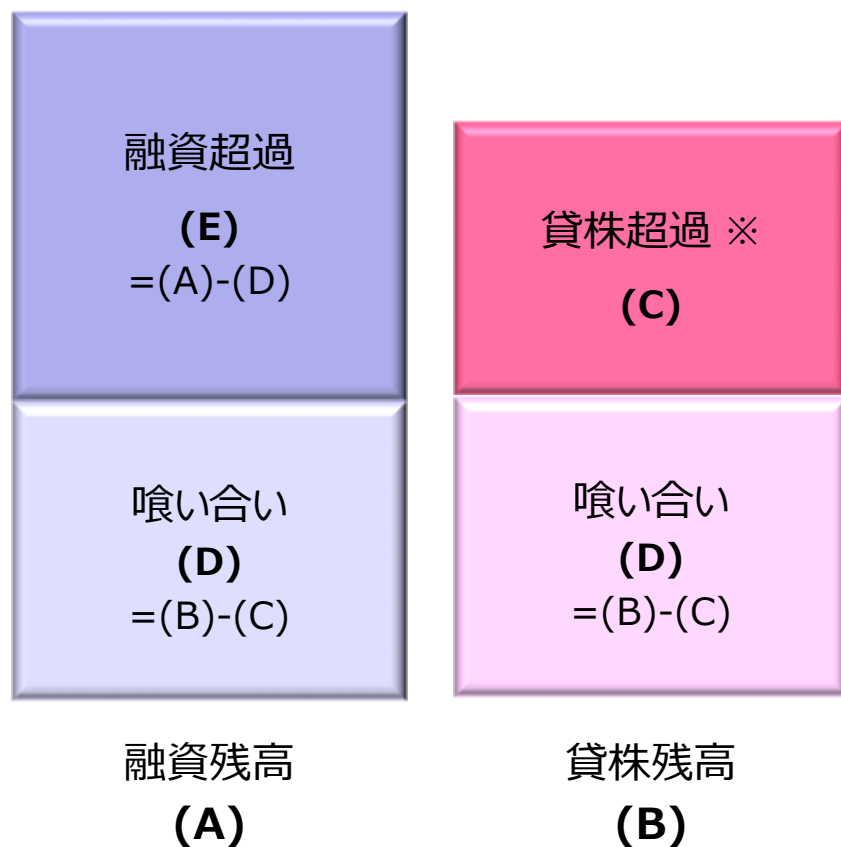 融資超過
(E)
=(A)-(D)
喰い合い
(D)
=(B)-(C)
融資残高
(A)
貸株超過 ※
(C)
喰い合い
(D)
=(B)-(C)
貸株残高
(B)